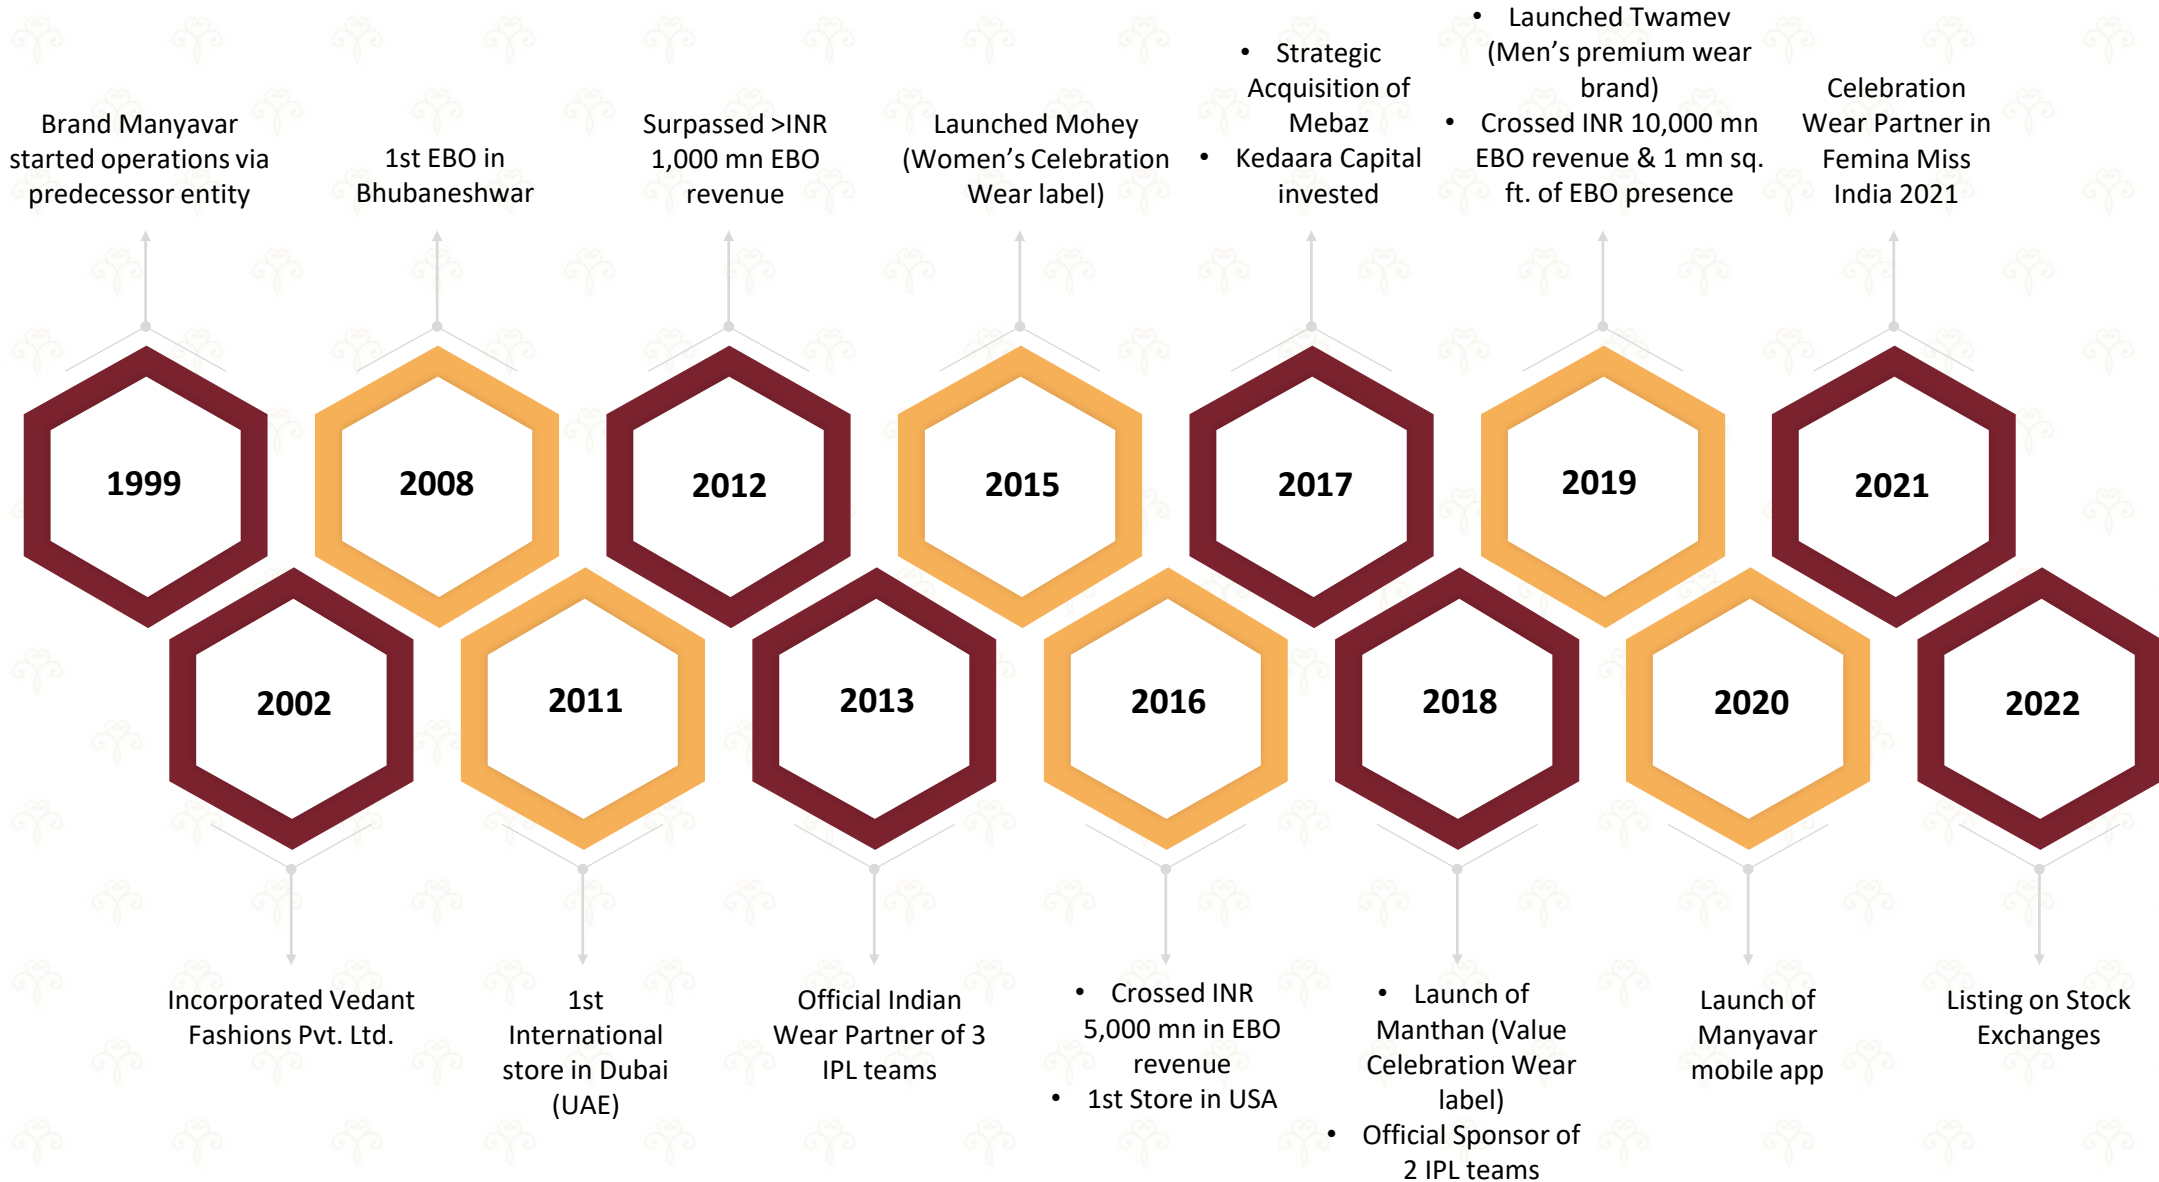 Brand Manyavar
started operations via
predecessor entity
1st EBO in
Bhubaneshwar
Surpassed >INR
1,000 mn EBO
revenue
Launched Mohey
(Women’s Celebration
Wear label)
• Strategic
Acquisition of
Mebaz
• Kedaara Capital
invested
• Launched Twamev
(Men’s premium wear
brand)
• Crossed INR 10,000 mn
EBO revenue & 1 mn sq.
ft. of EBO presence
Celebration
Wear Partner in
Femina Miss
India 2021
1999
2008
2012
2015
2017
2019
2021
2002
2011
2013
2016
2018
2020
2022
Incorporated Vedant
Fashions Pvt. Ltd.
1st
International
store in Dubai
(UAE)
Official Indian
Wear Partner of 3
IPL teams
• Crossed INR
5,000 mn in EBO
revenue
• 1st Store in USA
• Launch of
Manthan (Value
Celebration Wear
label)
• Official Sponsor of
2 IPL teams
Launch of
Manyavar
mobile app
Listing on Stock
Exchanges